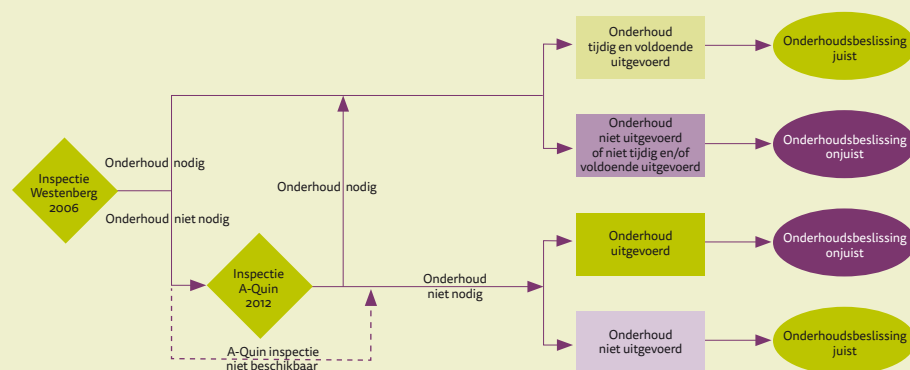 Onderhoud
tijdig en voldoende
uitgevoerd
Onderhoudsbeslissing
juist
Onderhoud
niet uitgevoerd
of niet tijdig en/of
voldoende uitgevoerd
Onderhoudsbeslissing
onjuist
Onderhoud nodig
Inspectie
Westenberg
2006
Onderhoud nodig
Onderhoud niet nodig
Onderhoud
uitgevoerd
Onderhoudsbeslissing
onjuist
Inspectie
A-Quin
2012
Onderhoud
niet nodig
Onderhoud
niet uitgevoerd
Onderhoudsbeslissing
juist
A-Quin inspectie
niet beschikbaar